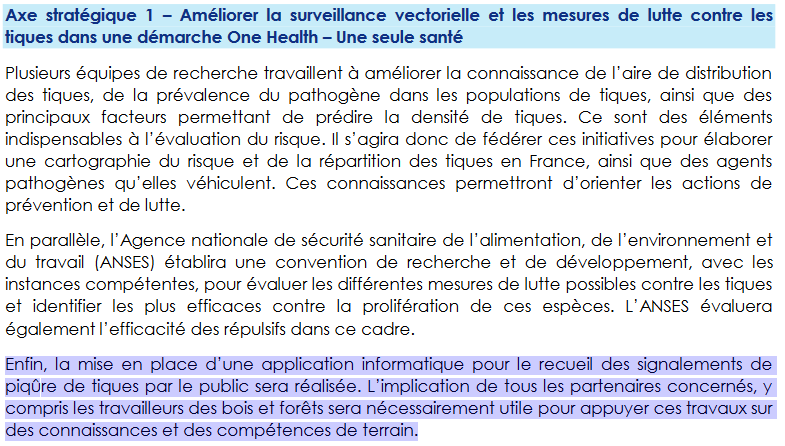 Axe stratégique 1 – Améliorer la surveillance vectorielle et les mesures de lutte contre les
tiques dans une démarche One Health – Une seule santé
Plusieurs équipes de recherche travaillent à améliorer la connaissance de l’aire de distribution
des tiques, de la prévalence du pathogène dans les populations de tiques, ainsi que des
principaux facteurs permettant de prédire la densité de tiques. Ce sont des éléments
indispensables à l’évaluation du risque. Il s’agira donc de fédérer ces initiatives pour élaborer
une cartographie du risque et de la répartition des tiques en France, ainsi que des agents
pathogènes qu’elles véhiculent. Ces connaissances permettront d’orienter les actions de
prévention et de lutte.
En parallèle, l’Agence nationale de sécurité sanitaire de l’alimentation, de l’environnement et
du travail (ANSES) établira une convention de recherche et de développement, avec les
instances compétentes, pour évaluer les différentes mesures de lutte possibles contre les tiques
et identifier les plus efficaces contre la prolifération de ces espèces. L’ANSES évaluera
également l’efficacité des répulsifs dans ce cadre.
Enfin, la mise en place d’une application informatique pour le recueil des signalements de
piqûre de tiques par le public sera réalisée. L’implication de tous les partenaires concernés, y
compris les travailleurs des bois et forêts sera nécessairement utile pour appuyer ces travaux sur
des connaissances et des compétences de terrain.